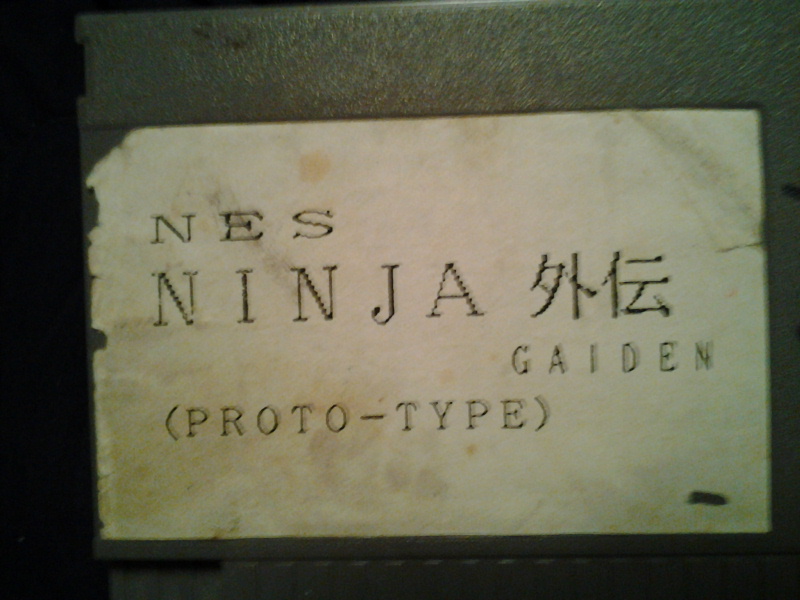 NES
NINJA 外伝
GAIDEN
(PROTO-TYPE)